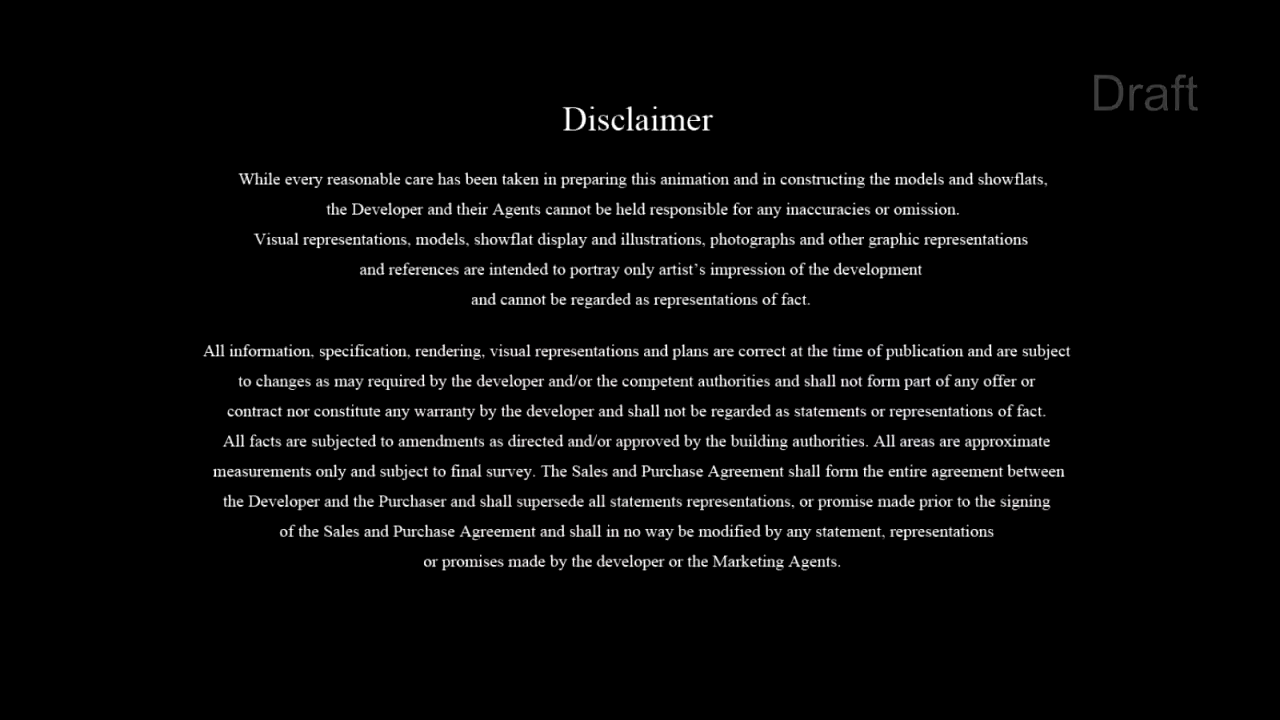 Draft
Disclaimer
While every reasonable care has been taken in preparing this animation and in constructing the models and showflats,
the Developer and their Agents cannot be held responsible for any inaccuracies or omission.
Visual representations, models, showflat display and illustrations, photographs and other graphic representations
and references are intended to portray only artist's impression of the development
and cannot be regarded as representations of fact.
All information, specification, rendering, visual representations and plans are correct at the time of publication and are subject
to changes as may required by the developer and/or the competent authorities and shall not form part of any offer or
contract nor constitute any warranty by the developer and shall not be regarded as statements or representations of fact.
All facts are subjected to amendments as directed and/or approved by the building authorities. All areas are approximate
measurements only and subject to final survey. The Sales and Purchase Agreement shall form the entire agreement between
the Developer and the Purchaser and shall supersede all statements representations, or promise made prior to the signing
of the Sales and Purchase Agreement and shall in no way be modified by any statement, representations
or promises made by the developer or the Marketing Agents.